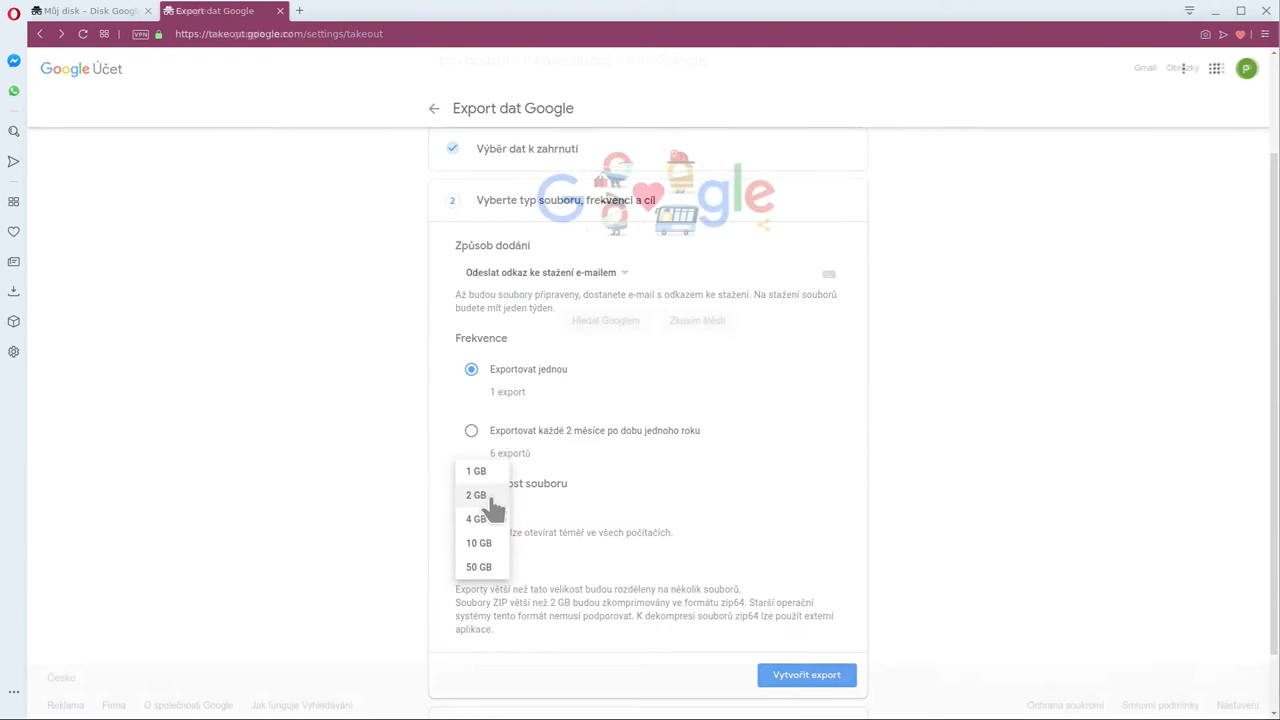 Můj disk – Disk Googl
Export dat Google
VPN
https://takeout.google.com/settings/takeout
Google Účet
Gmail
Obrázky
P
Export dat Google
Výběr dat k zahrnutí
Google
2
Vyberte typ souboru, frekvenci a cíl
Způsob dodání
Odeslat odkaz ke stažení e-mailem
Až budou soubory připraveny, dostanete e-mail s odkazem ke stažení. Na stažení souborů
budete mít jeden týden.
Hledat Googlem
Zkusím štěstí
Frekvence
Exportovat jednou
1 export
Exportovat každé 2 měsíce po dobu jednoho roku
6 exportů
1 GB
ost souboru
2 GB
4 GB
lze otevírat téměř ve všech počítačích.
10 GB
50 GB
Exporty větší než tato velikost budou rozděleny na několik souborů.
Soubory ZIP větší než 2 GB budou zkomprimovány ve formátu zip64. Starší operační
systémy tento formát nemusí podporovat. K dekompresi souborů zip64 lze použít externí
aplikace.
Vytvořit export
Česko
Reklama
Firma
O společnosti Google
Jak funguje Vyhledávání
Ochrana soukromí
Smluvní podmínky
Nastavení